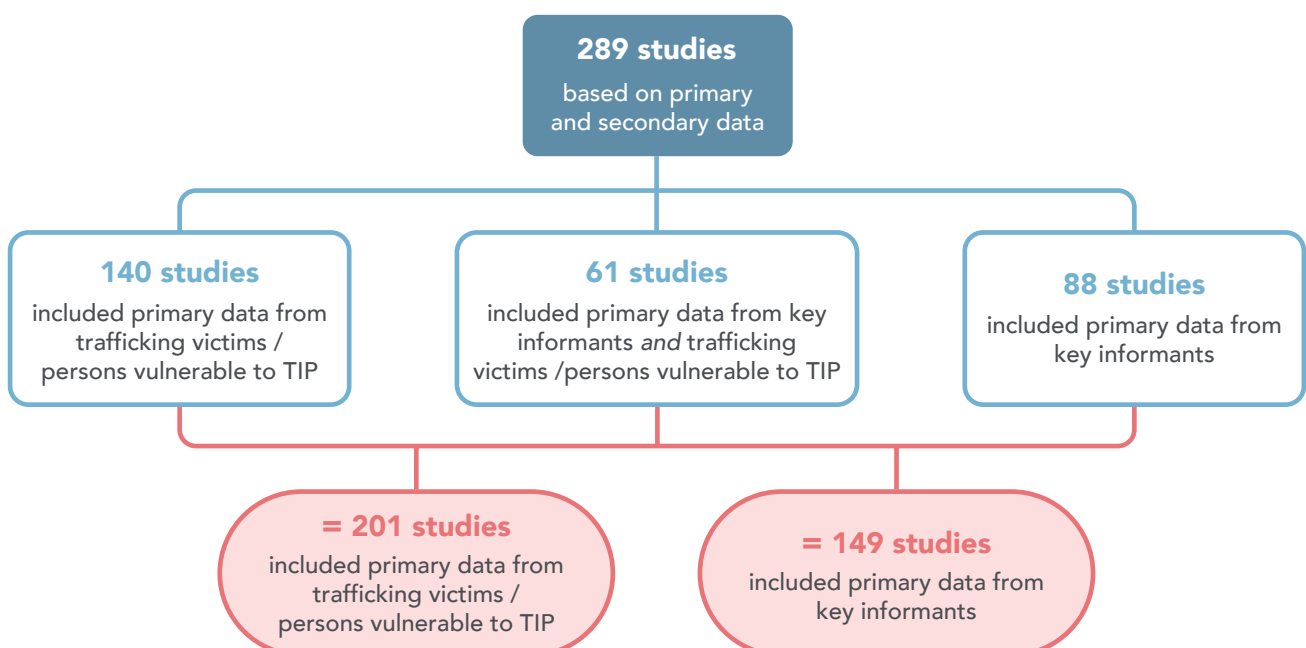 289 studies
based on primary
and secondary data
140 studies
included primary data from
trafficking victims /
persons vulnerable to TIP
61 studies
included primary data from key
informants and trafficking
victims /persons vulnerable to TIP
88 studies
included primary data from
key informants
= 201 studies
included primary data from
trafficking victims /
persons vulnerable to TIP
= 149 studies
included primary data from
key informants